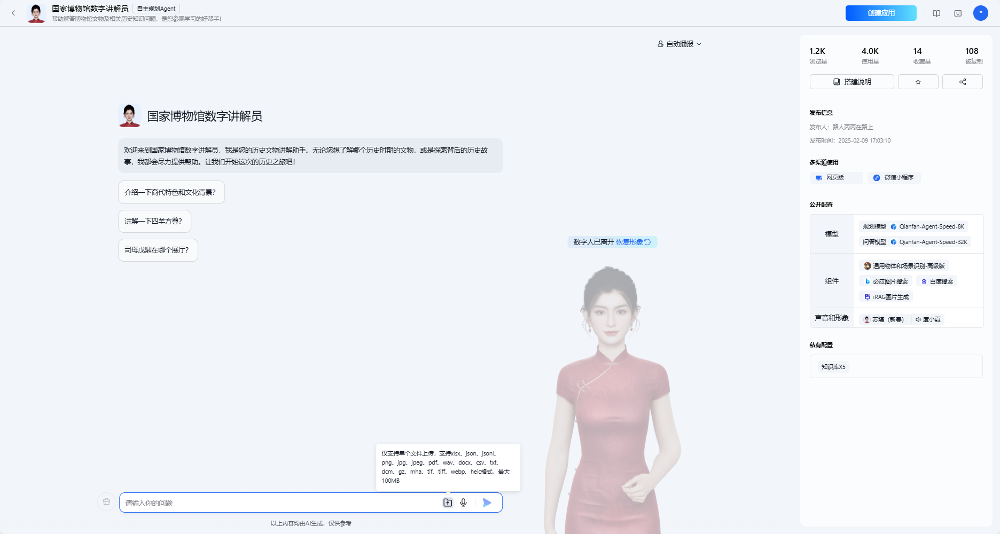 国家博物馆数字讲解员
自主规划Agent
帮助解答博物馆文物及相关历史知识问题，是您参观学习的好帮手！
创建应用
*
自动播报
国家博物馆数字讲解员
欢迎来到国家博物馆数字讲解员，我是您的历史文物讲解助手。无论您想了解哪个历史时期的文物，或是探索背后的历史故
事，我都会尽力提供帮助。让我们开始这次的历史之旅吧！
介绍一下商代特色和文化背景？
讲解一下四羊方尊？
司母戊鼎在哪个展厅？
数字人已离开 恢复形象
仅支持单个文件上传，支持xlsx、json、jsonl、
png、jpg、jpeg、pdf、wav、docx、csv、txt、
dcm、gz、mha、tif、tiff、webp、heic格式，最大
100MB
请输入你的问题
以上内容均由AI生成，仅供参考
1.2K 4.0K 14 108
浏览量 使用量 收藏量 被复制
搭建说明
发布信息
发布人：路人丙丙在路上
发布时间：2025-02-09 17:03:10
多渠道使用
网页版 微信小程序
公开配置
模型
规划模型 Qianfan-Agent-Speed-8K
问答模型 Qianfan-Agent-Speed-32K
组件
通用物体和场景识别-高级版
必应图片搜索 百度搜索
iRAG图片生成
声音和形象
苏瑾（新春） 度小夏
私有配置
知识库X5